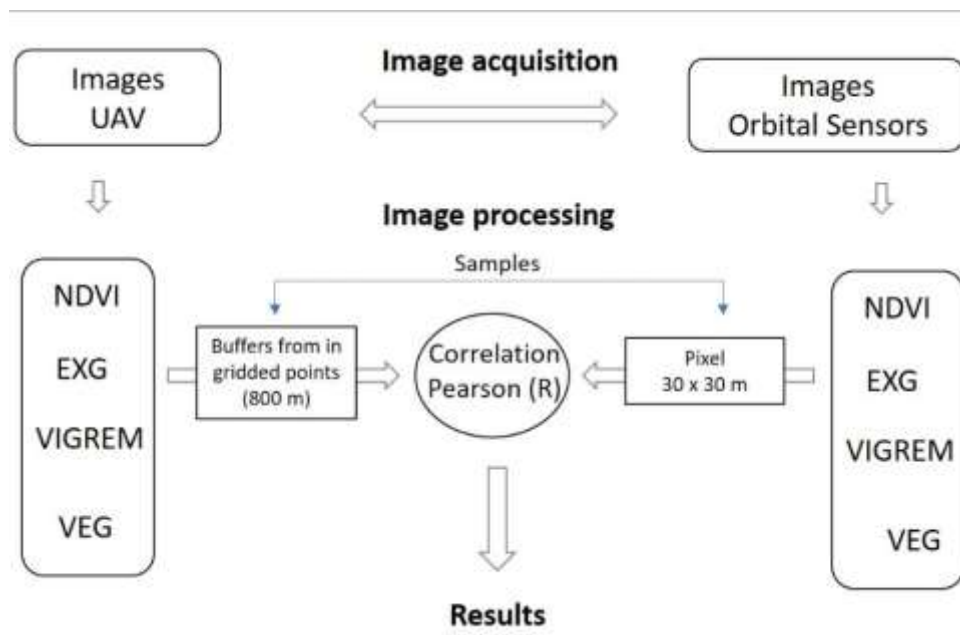 Images
UAV
Image acquisition
Images
Orbital Sensors
Image processing
Samples
NDVI
EXG
VIGREM
VEG
Buffers from in
gridded points
(800 m)
Correlation
Pearson (R)
Pixel
30 x 30 m
NDVI
EXG
VIGREM
VEG
Results